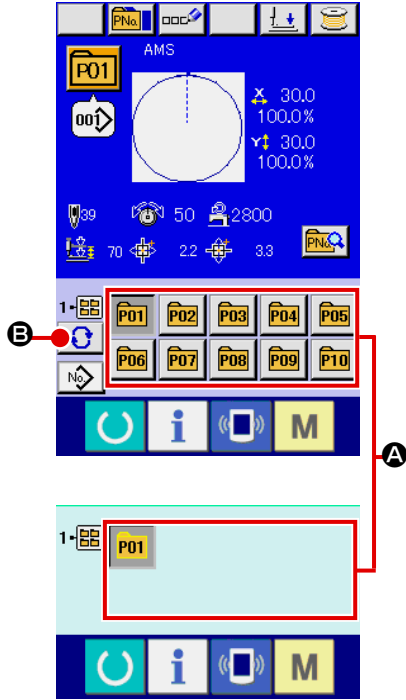 PNo.
AMS
P01
001
X 30.0
100.0%
Y 30.0
100.0%
39 50 2800
70 2.2 3.3
PNo.
1-
P01 P02 P03 P04 P05
B
P06 P07 P08 P09 P10
No.
i M
A
1-
P01
i M